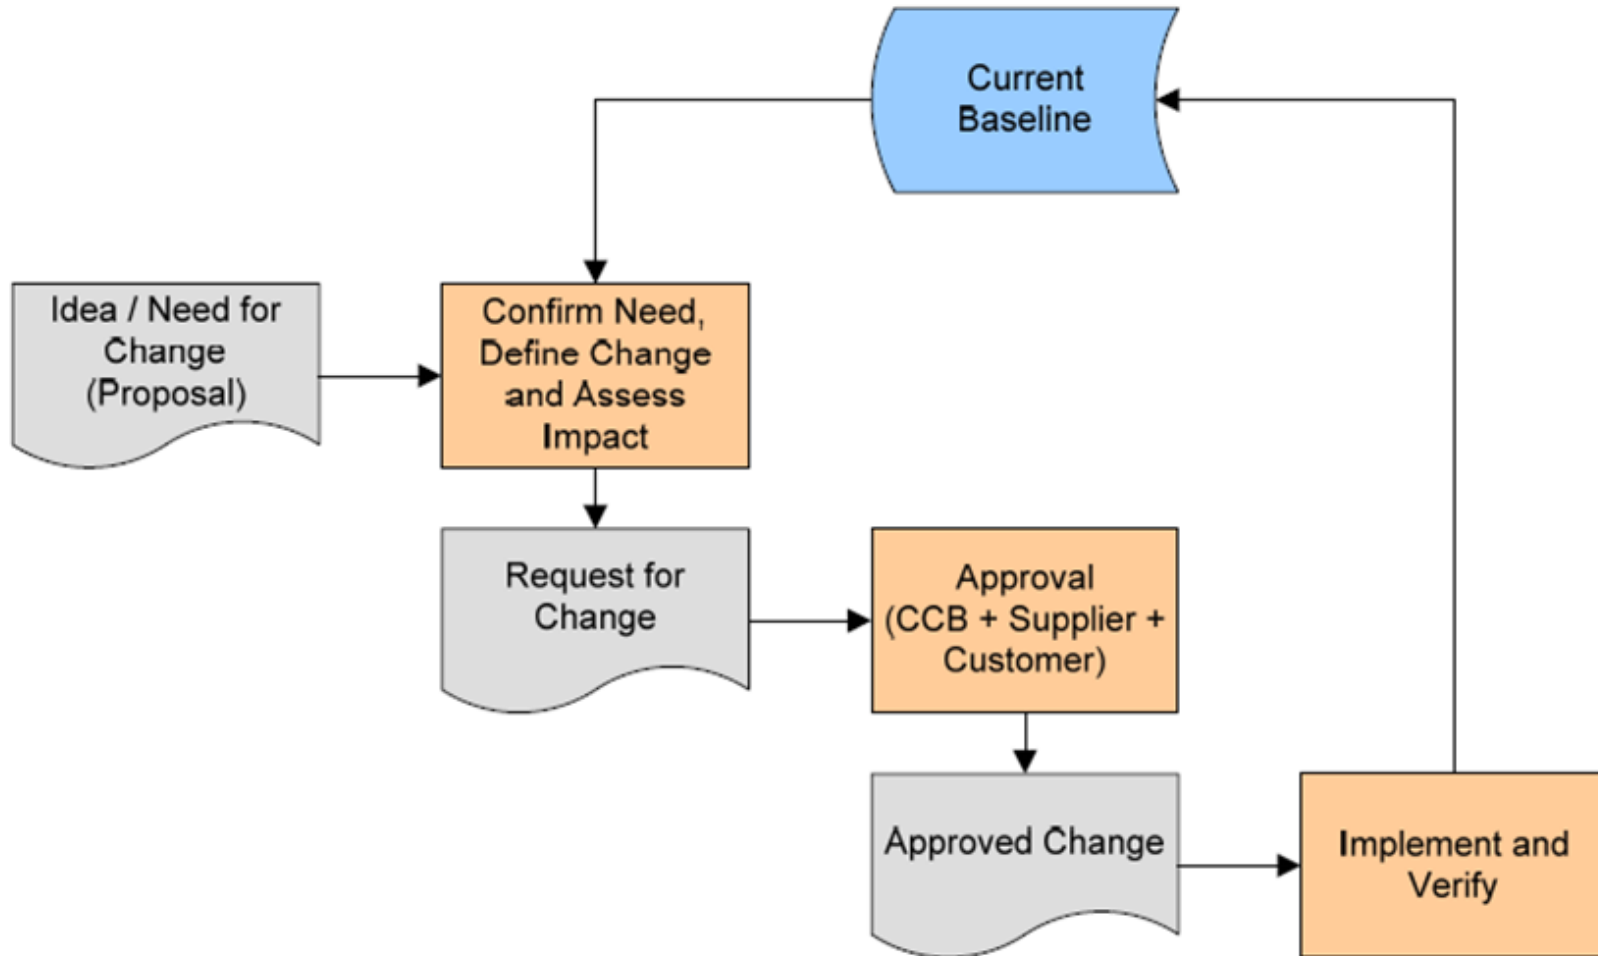 Current
Baseline
Idea / Need for
Change
(Proposal)
Confirm Need,
Define Change
and Assess
Impact
Request for
Change
Approval
(CCB + Supplier +
Customer)
Approved Change
Implement and
Verify